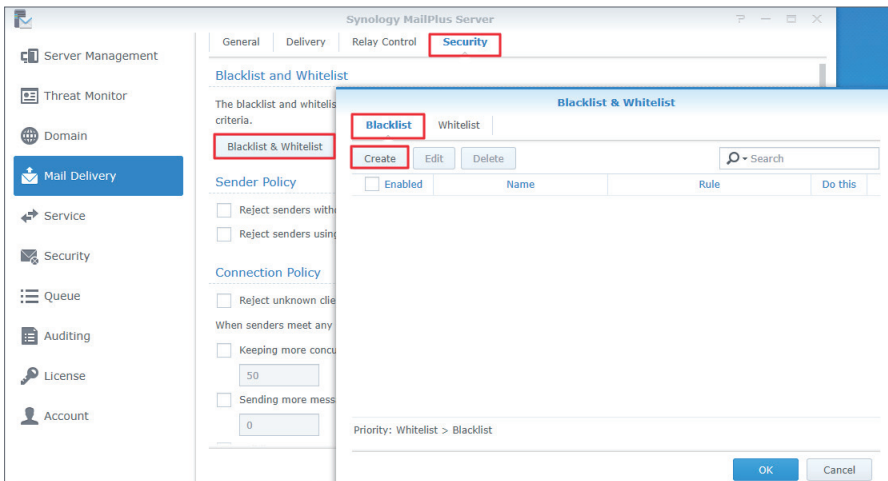 Synology MailPlus Server
Server Management
Threat Monitor
Domain
Mail Delivery
Service
Security
Queue
Auditing
License
Account
General Delivery Relay Control Security
Blacklist and Whitelist
The blacklist and whitelis
criteria.
Blacklist & Whitelist
Sender Policy
Reject senders with
Reject senders using
Connection Policy
Reject unknown clie
When senders meet any
Keeping more concu
50
Sending more mess
0
Blacklist & Whitelist
Blacklist Whitelist
Create Edit Delete Search
Enabled Name Rule Do this
Priority: Whitelist > Blacklist
OK Cancel